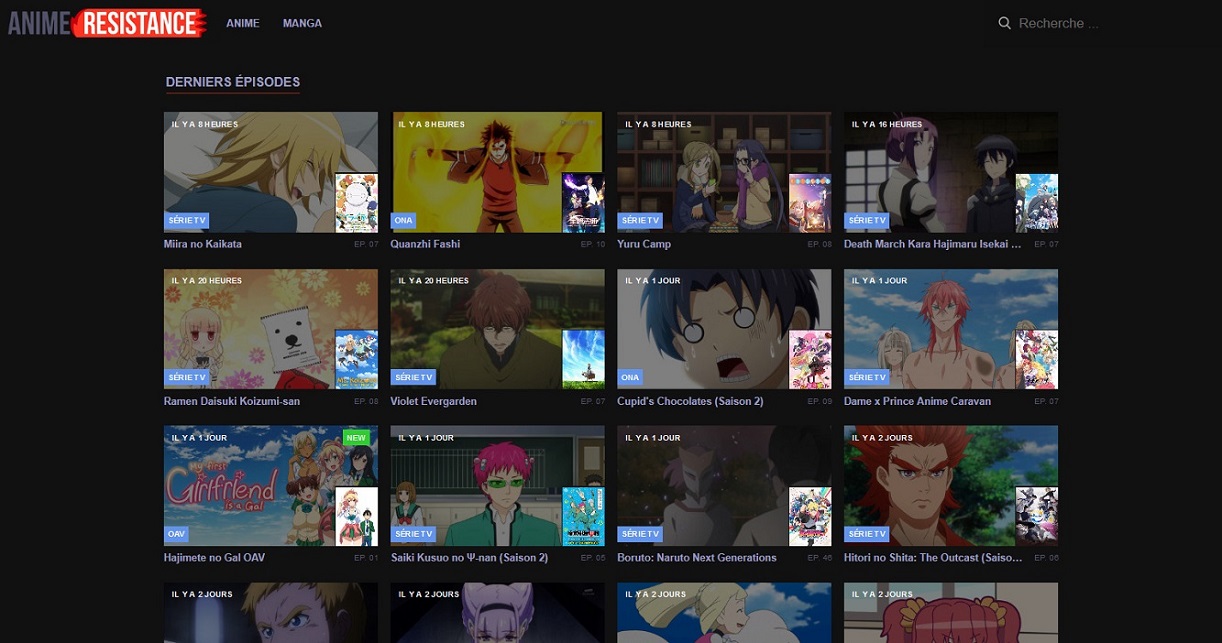 ANIME RESISTANCE ANIME MANGA Recherche ...
DERNIERS ÉPISODES
IL Y A 8 HEURES
SÉRIE TV
Miira no Kaikata EP. 07
IL Y A 8 HEURES
ONA
Quanzhi Fashi EP. 10
IL Y A 8 HEURES
SÉRIE TV
Yuru Camp EP. 08
IL Y A 16 HEURES
SÉRIE TV
Death March Kara Hajimaru Isekai ... EP. 07
IL Y A 20 HEURES
SÉRIE TV
Ramen Daisuki Koizumi-san EP. 08
IL Y A 20 HEURES
SÉRIE TV
Violet Evergarden EP. 07
IL Y A 1 JOUR
ONA
Cupid's Chocolates (Saison 2) EP. 09
IL Y A 1 JOUR
SÉRIE TV
Dame x Prince Anime Caravan EP. 07
IL Y A 1 JOUR
NEW
My first
Girlfriend
is a Gal
OAV
Hajimete no Gal OAV EP. 01
IL Y A 1 JOUR
SÉRIE TV
Saiki Kusuo no Ψ-nan (Saison 2) EP. 05
IL Y A 1 JOUR
SÉRIE TV
Boruto: Naruto Next Generations EP. 46
IL Y A 2 JOURS
SÉRIE TV
Hitori no Shita: The Outcast (Saiso... EP. 06
IL Y A 2 JOURS
IL Y A 2 JOURS
IL Y A 2 JOURS
IL Y A 2 JOURS